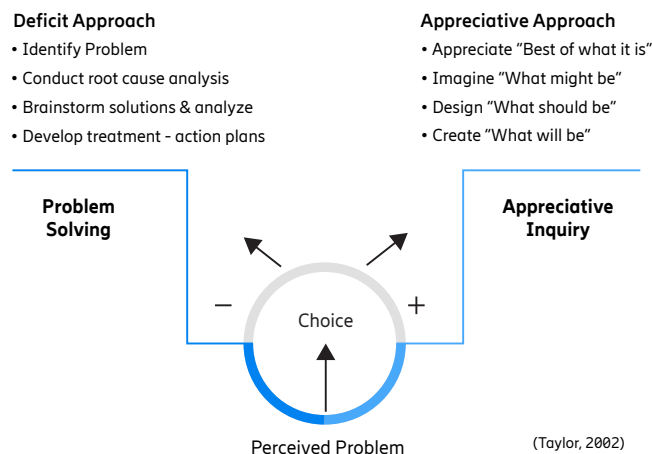 Deficit Approach
• Identify Problem
• Conduct root cause analysis
• Brainstorm solutions & analyze
• Develop treatment - action plans
Appreciative Approach
• Appreciate “Best of what it is”
• Imagine “What might be”
• Design “What should be”
• Create “What will be”
Problem
Solving
Appreciative
Inquiry
−
+
Choice
Perceived Problem
(Taylor, 2002)